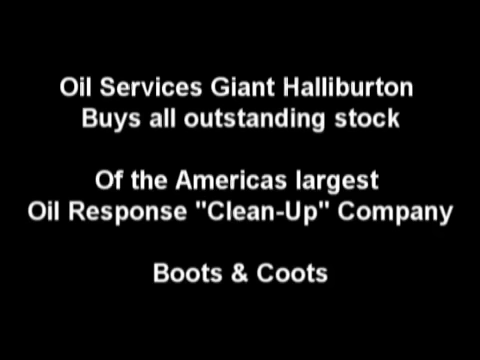 Oil Services Giant Halliburton
Buys all outstanding stock
Of the Americas largest
Oil Response "Clean-Up" Company
Boots & Coots